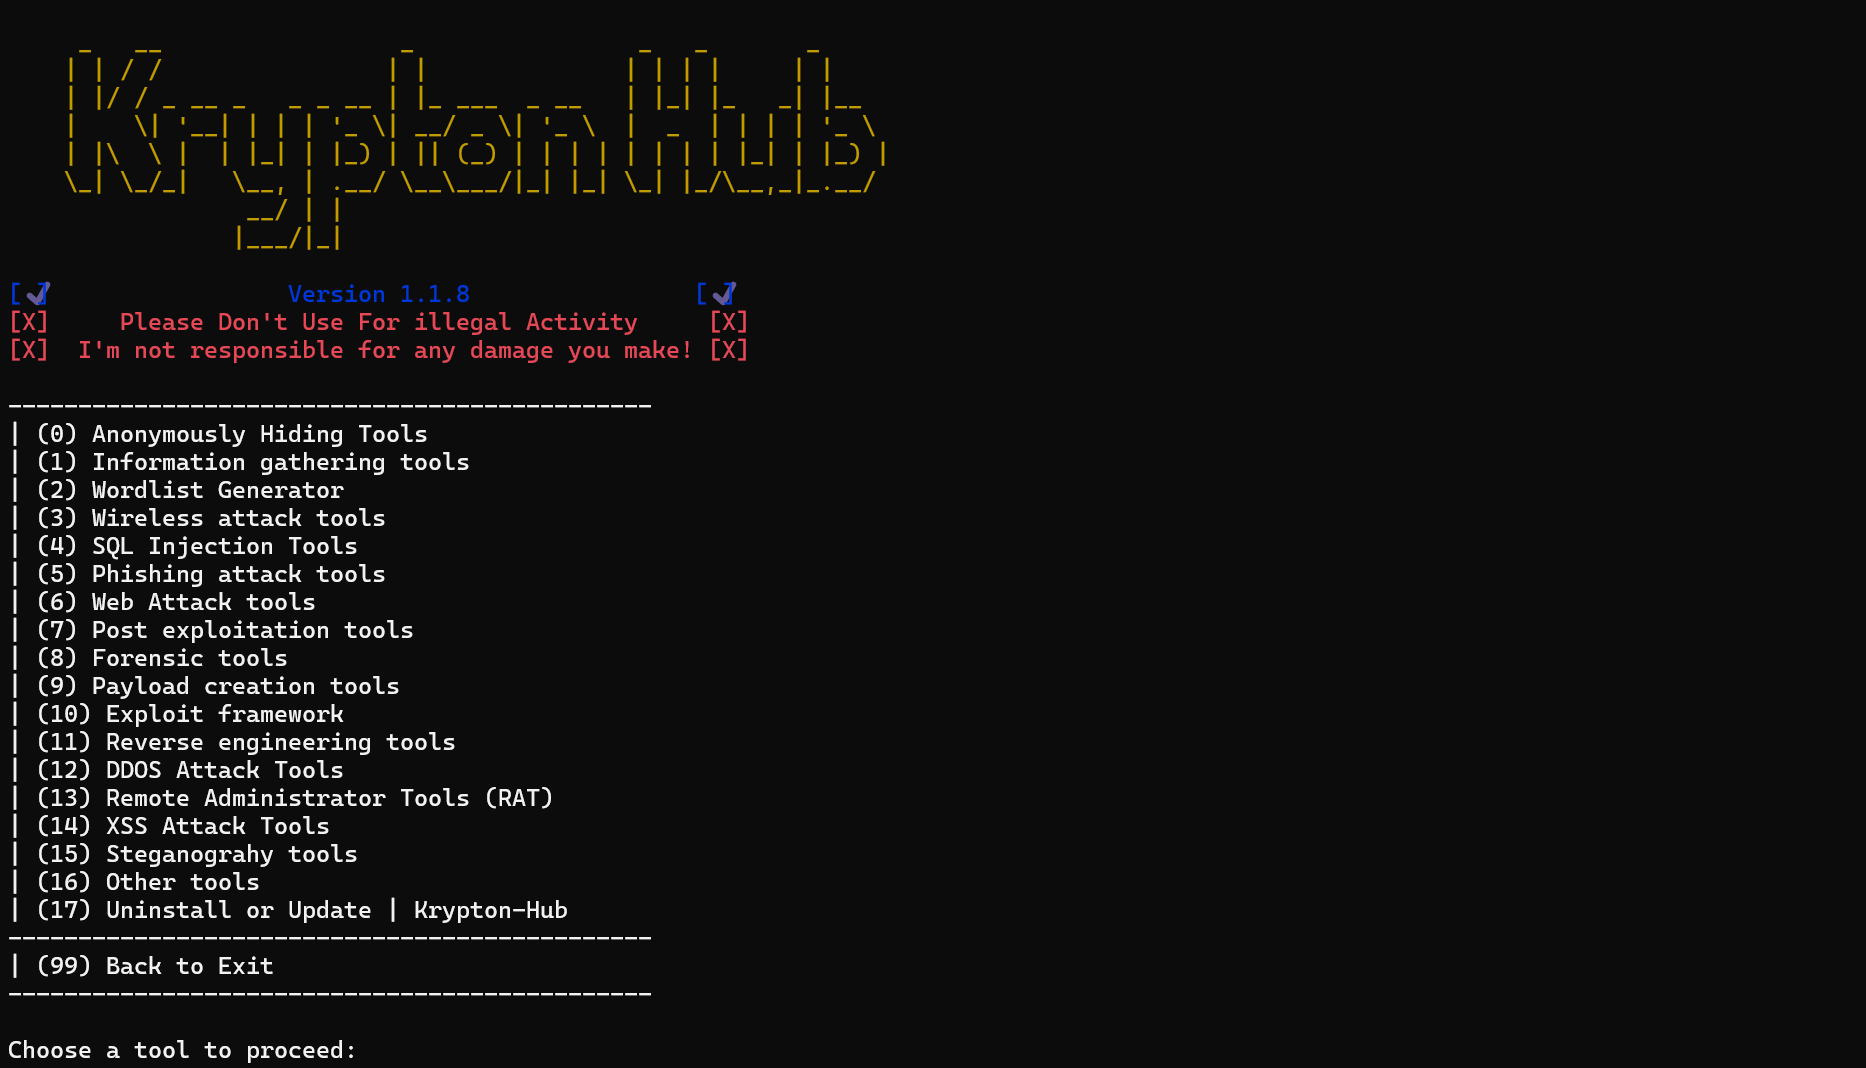 Krypton Hub
[✔] Version 1.1.8 [✔]
[X] Please Don't Use For illegal Activity [X]
[X] I'm not responsible for any damage you make! [X]
| (0) Anonymously Hiding Tools
| (1) Information gathering tools
| (2) Wordlist Generator
| (3) Wireless attack tools
| (4) SQL Injection Tools
| (5) Phishing attack tools
| (6) Web Attack tools
| (7) Post exploitation tools
| (8) Forensic tools
| (9) Payload creation tools
| (10) Exploit framework
| (11) Reverse engineering tools
| (12) DDOS Attack Tools
| (13) Remote Administrator Tools (RAT)
| (14) XSS Attack Tools
| (15) Steganograhy tools
| (16) Other tools
| (17) Uninstall or Update | Krypton-Hub
| (99) Back to Exit
Choose a tool to proceed: